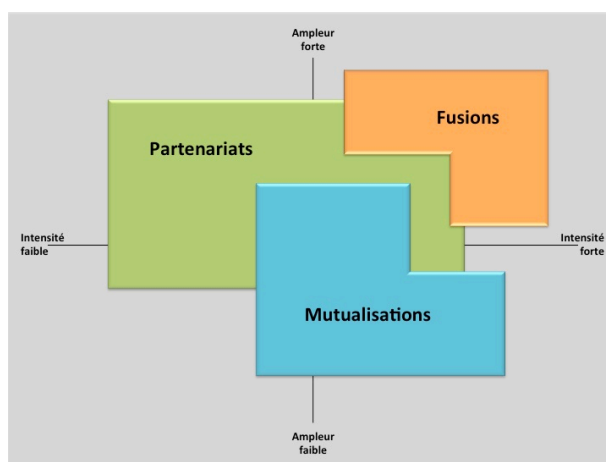 Ampleur
forte
Fusions
Partenariats
Intensité
faible
Intensité
forte
Mutualisations
Ampleur
faible